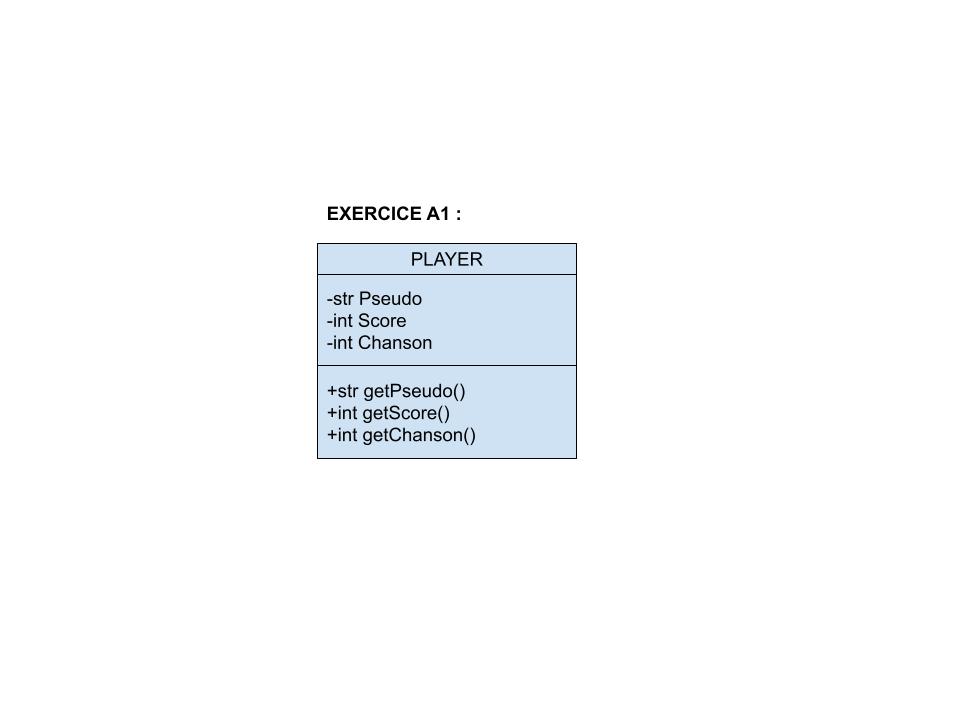 EXERCICE A1 :
PLAYER
-str Pseudo
-int Score
-int Chanson
+str getPseudo()
+int getScore()
+int getChanson()